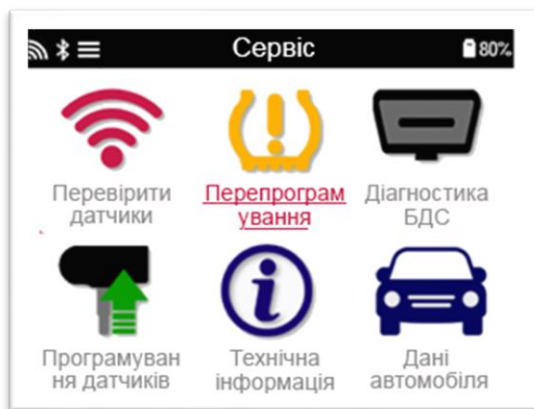 Сервіс 80%
Перевірити Перепрограм Діагностика
датчики ування БДС
Програмуван Технічна Дані
ня датчиків інформація автомобіля